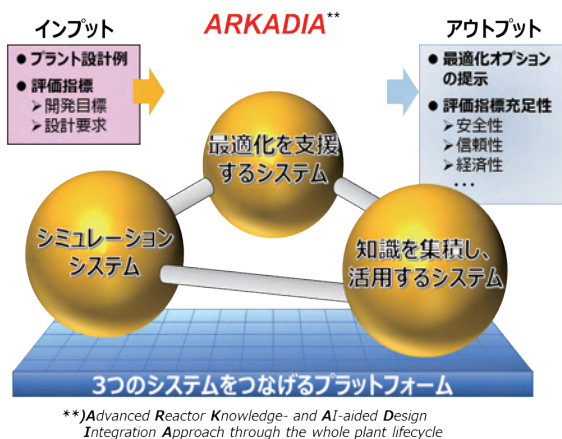 インプット
ARKADIA**
アウトプット
● プラント設計例
● 評価指標
➢開発目標
➢設計要求
● 最適化オプション
の提示
● 評価指標充足性
➢安全性
➢信頼性
➢経済性
…
最適化を支援
するシステム
シミュレーション
システム
知識を集積し、
活用するシステム
3つのシステムをつなげるプラットフォーム
**)Advanced Reactor Knowledge- and AI-aided Design
Integration Approach through the whole plant lifecycle